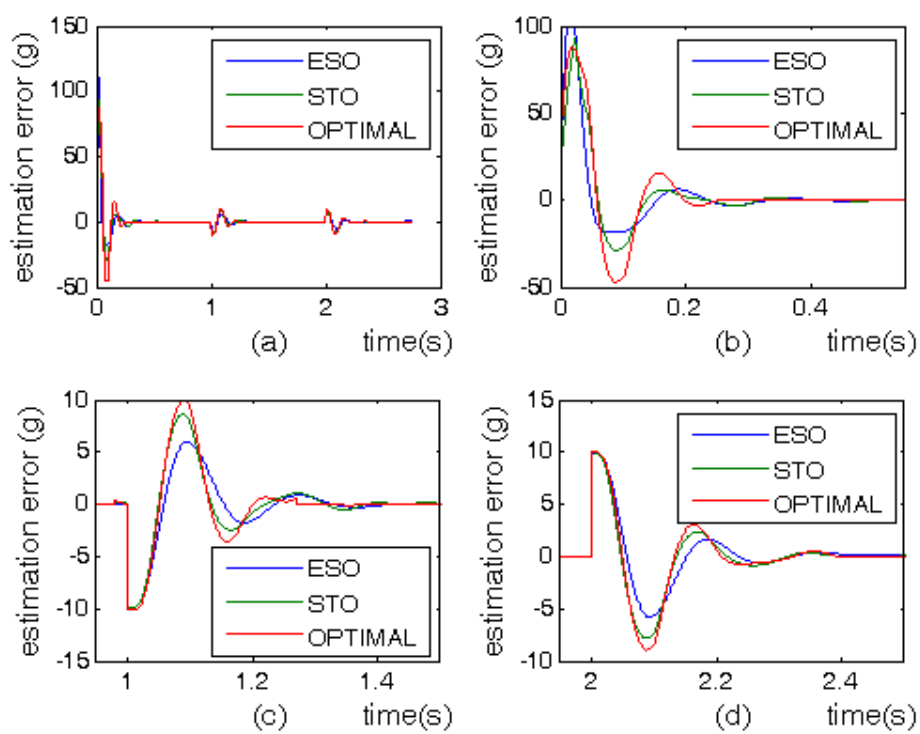 150
100
50
0
-50
0
1
2
3
estimation error (g)
ESO
STO
OPTIMAL
(a)
time(s)
100
50
0
-50
0
0.2
0.4
estimation error (g)
ESO
STO
OPTIMAL
(b)
time(s)
10
5
0
-5
-10
-15
1
1.2
1.4
estimation error (g)
ESO
STO
OPTIMAL
(c)
time(s)
15
10
5
0
-5
-10
2
2.2
2.4
estimation error (g)
ESO
STO
OPTIMAL
(d)
time(s)